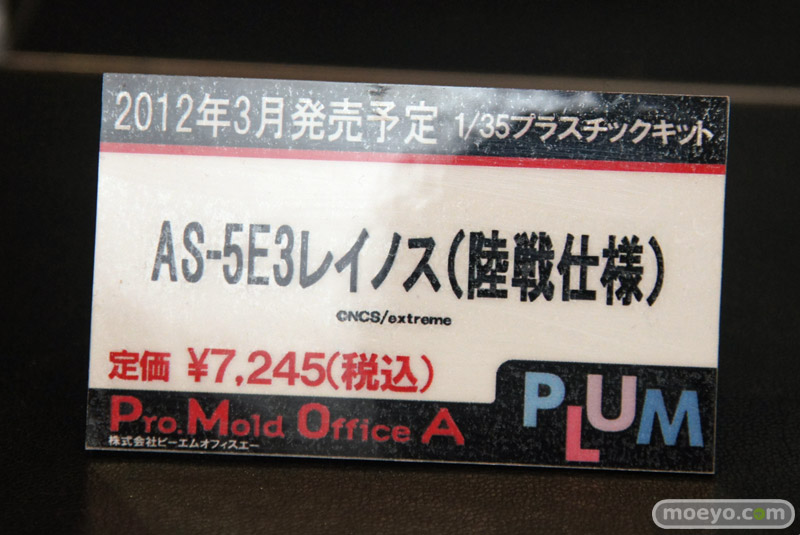 2012年3月発売予定 1/35プラスチックキット
AS-5E3レイノス(陸戦仕様)
©NCS/extreme
定価 ¥7,245(税込)
Pro. Mold Office A
株式会社ピーエムオフィスエー
PLUM
moeyo.com